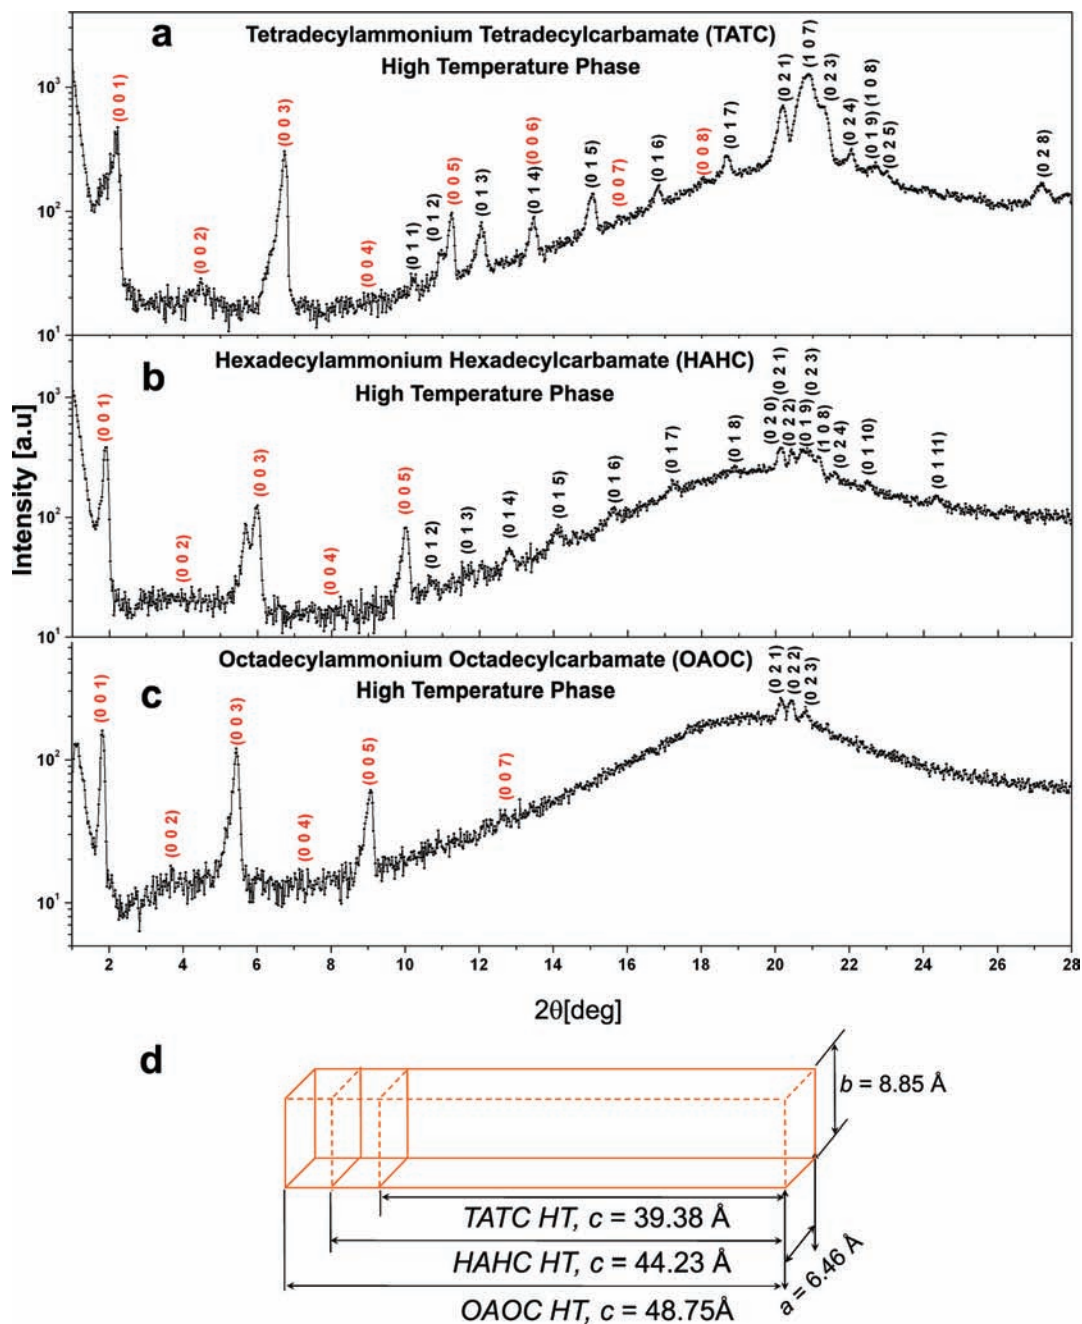 a
Tetradecylammonium Tetradecylcarbamate (TATC)
High Temperature Phase
10³
10²
10¹
(0 0 1)
(0 0 2)
(0 0 3)
(0 0 4)
(0 1 1)
(0 1 2)
(0 0 5)
(0 1 3)
(0 1 4)
(0 0 6)
(0 1 5)
(0 0 7)
(0 1 6)
(0 0 8)
(0 1 7)
(0 2 1)
(1 0 7)
(0 2 3)
(0 2 4)
(0 1 9)
(1 0 8)
(0 2 5)
(0 2 8)
b
Hexadecylammonium Hexadecylcarbamate (HAHC)
High Temperature Phase
10³
10²
10¹
Intensity [a.u]
(0 0 1)
(0 0 2)
(0 0 3)
(0 0 4)
(0 0 5)
(0 1 2)
(0 1 3)
(0 1 4)
(0 1 5)
(0 1 6)
(0 1 7)
(0 1 8)
(0 2 0)
(0 2 1)
(0 2 2)
(0 1 9)
(0 2 3)
(1 0 8)
(0 2 4)
(0 1 10)
(0 1 11)
c
Octadecylammonium Octadecylcarbamate (OAOC)
High Temperature Phase
10²
10¹
(0 0 1)
(0 0 2)
(0 0 3)
(0 0 4)
(0 0 5)
(0 0 7)
(0 2 1)
(0 2 2)
(0 2 3)
2 4 6 8 10 12 14 16 18 20 22 24 26 28
2θ[deg]
d
b = 8.85 Å
TATC HT, c = 39.38 Å
HAHC HT, c = 44.23 Å
OAOC HT, c = 48.75Å
a = 6.46 Å